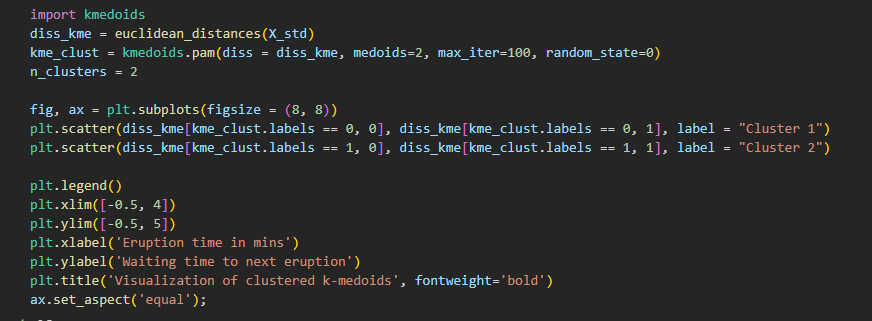 import kmedoids
diss_kme = euclidean_distances(X_std)
kme_clust = kmedoids.pam(diss = diss_kme, medoids=2, max_iter=100, random_state=0)
n_clusters = 2
fig, ax = plt.subplots(figsize = (8, 8))
plt.scatter(diss_kme[kme_clust.labels == 0, 0], diss_kme[kme_clust.labels == 0, 1], label = "Cluster 1")
plt.scatter(diss_kme[kme_clust.labels == 1, 0], diss_kme[kme_clust.labels == 1, 1], label = "Cluster 2")
plt.legend()
plt.xlim([-0.5, 4])
plt.ylim([-0.5, 5])
plt.xlabel('Eruption time in mins')
plt.ylabel('Waiting time to next eruption')
plt.title('Visualization of clustered k-medoids', fontweight='bold')
ax.set_aspect('equal');